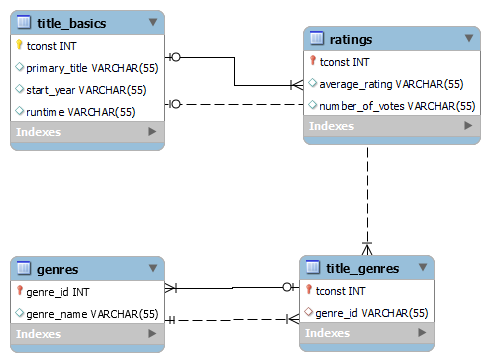 title_basics
tconst INT
primary_title VARCHAR(55)
start_year VARCHAR(55)
runtime VARCHAR(55)
Indexes
ratings
tconst INT
average_rating VARCHAR(55)
number_of_votes VARCHAR(55)
Indexes
genres
genre_id INT
genre_name VARCHAR(55)
Indexes
title_genres
tconst INT
genre_id VARCHAR(55)
Indexes